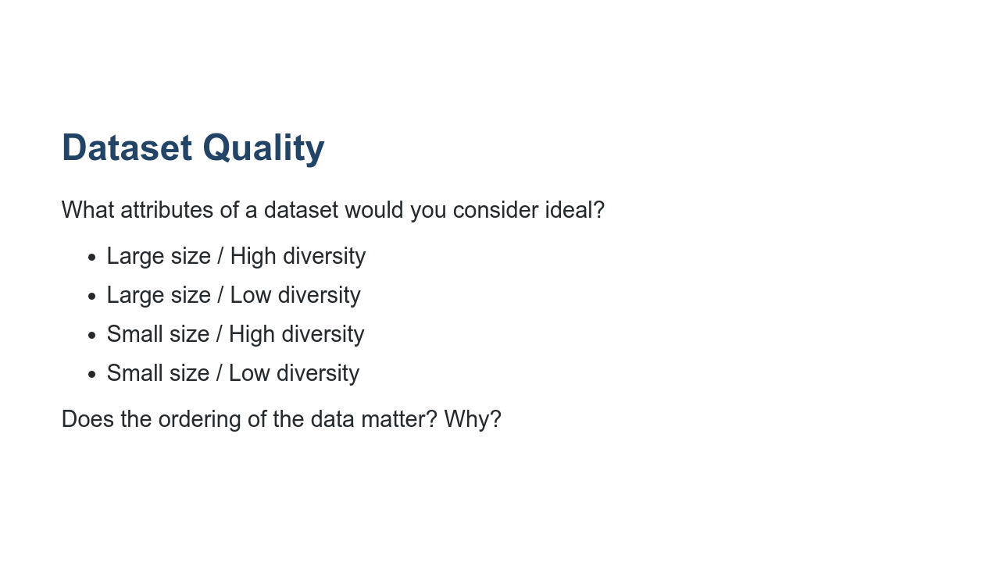 Dataset Quality
What attributes of a dataset would you consider ideal?
• Large size / High diversity
• Large size / Low diversity
• Small size / High diversity
• Small size / Low diversity
Does the ordering of the data matter? Why?